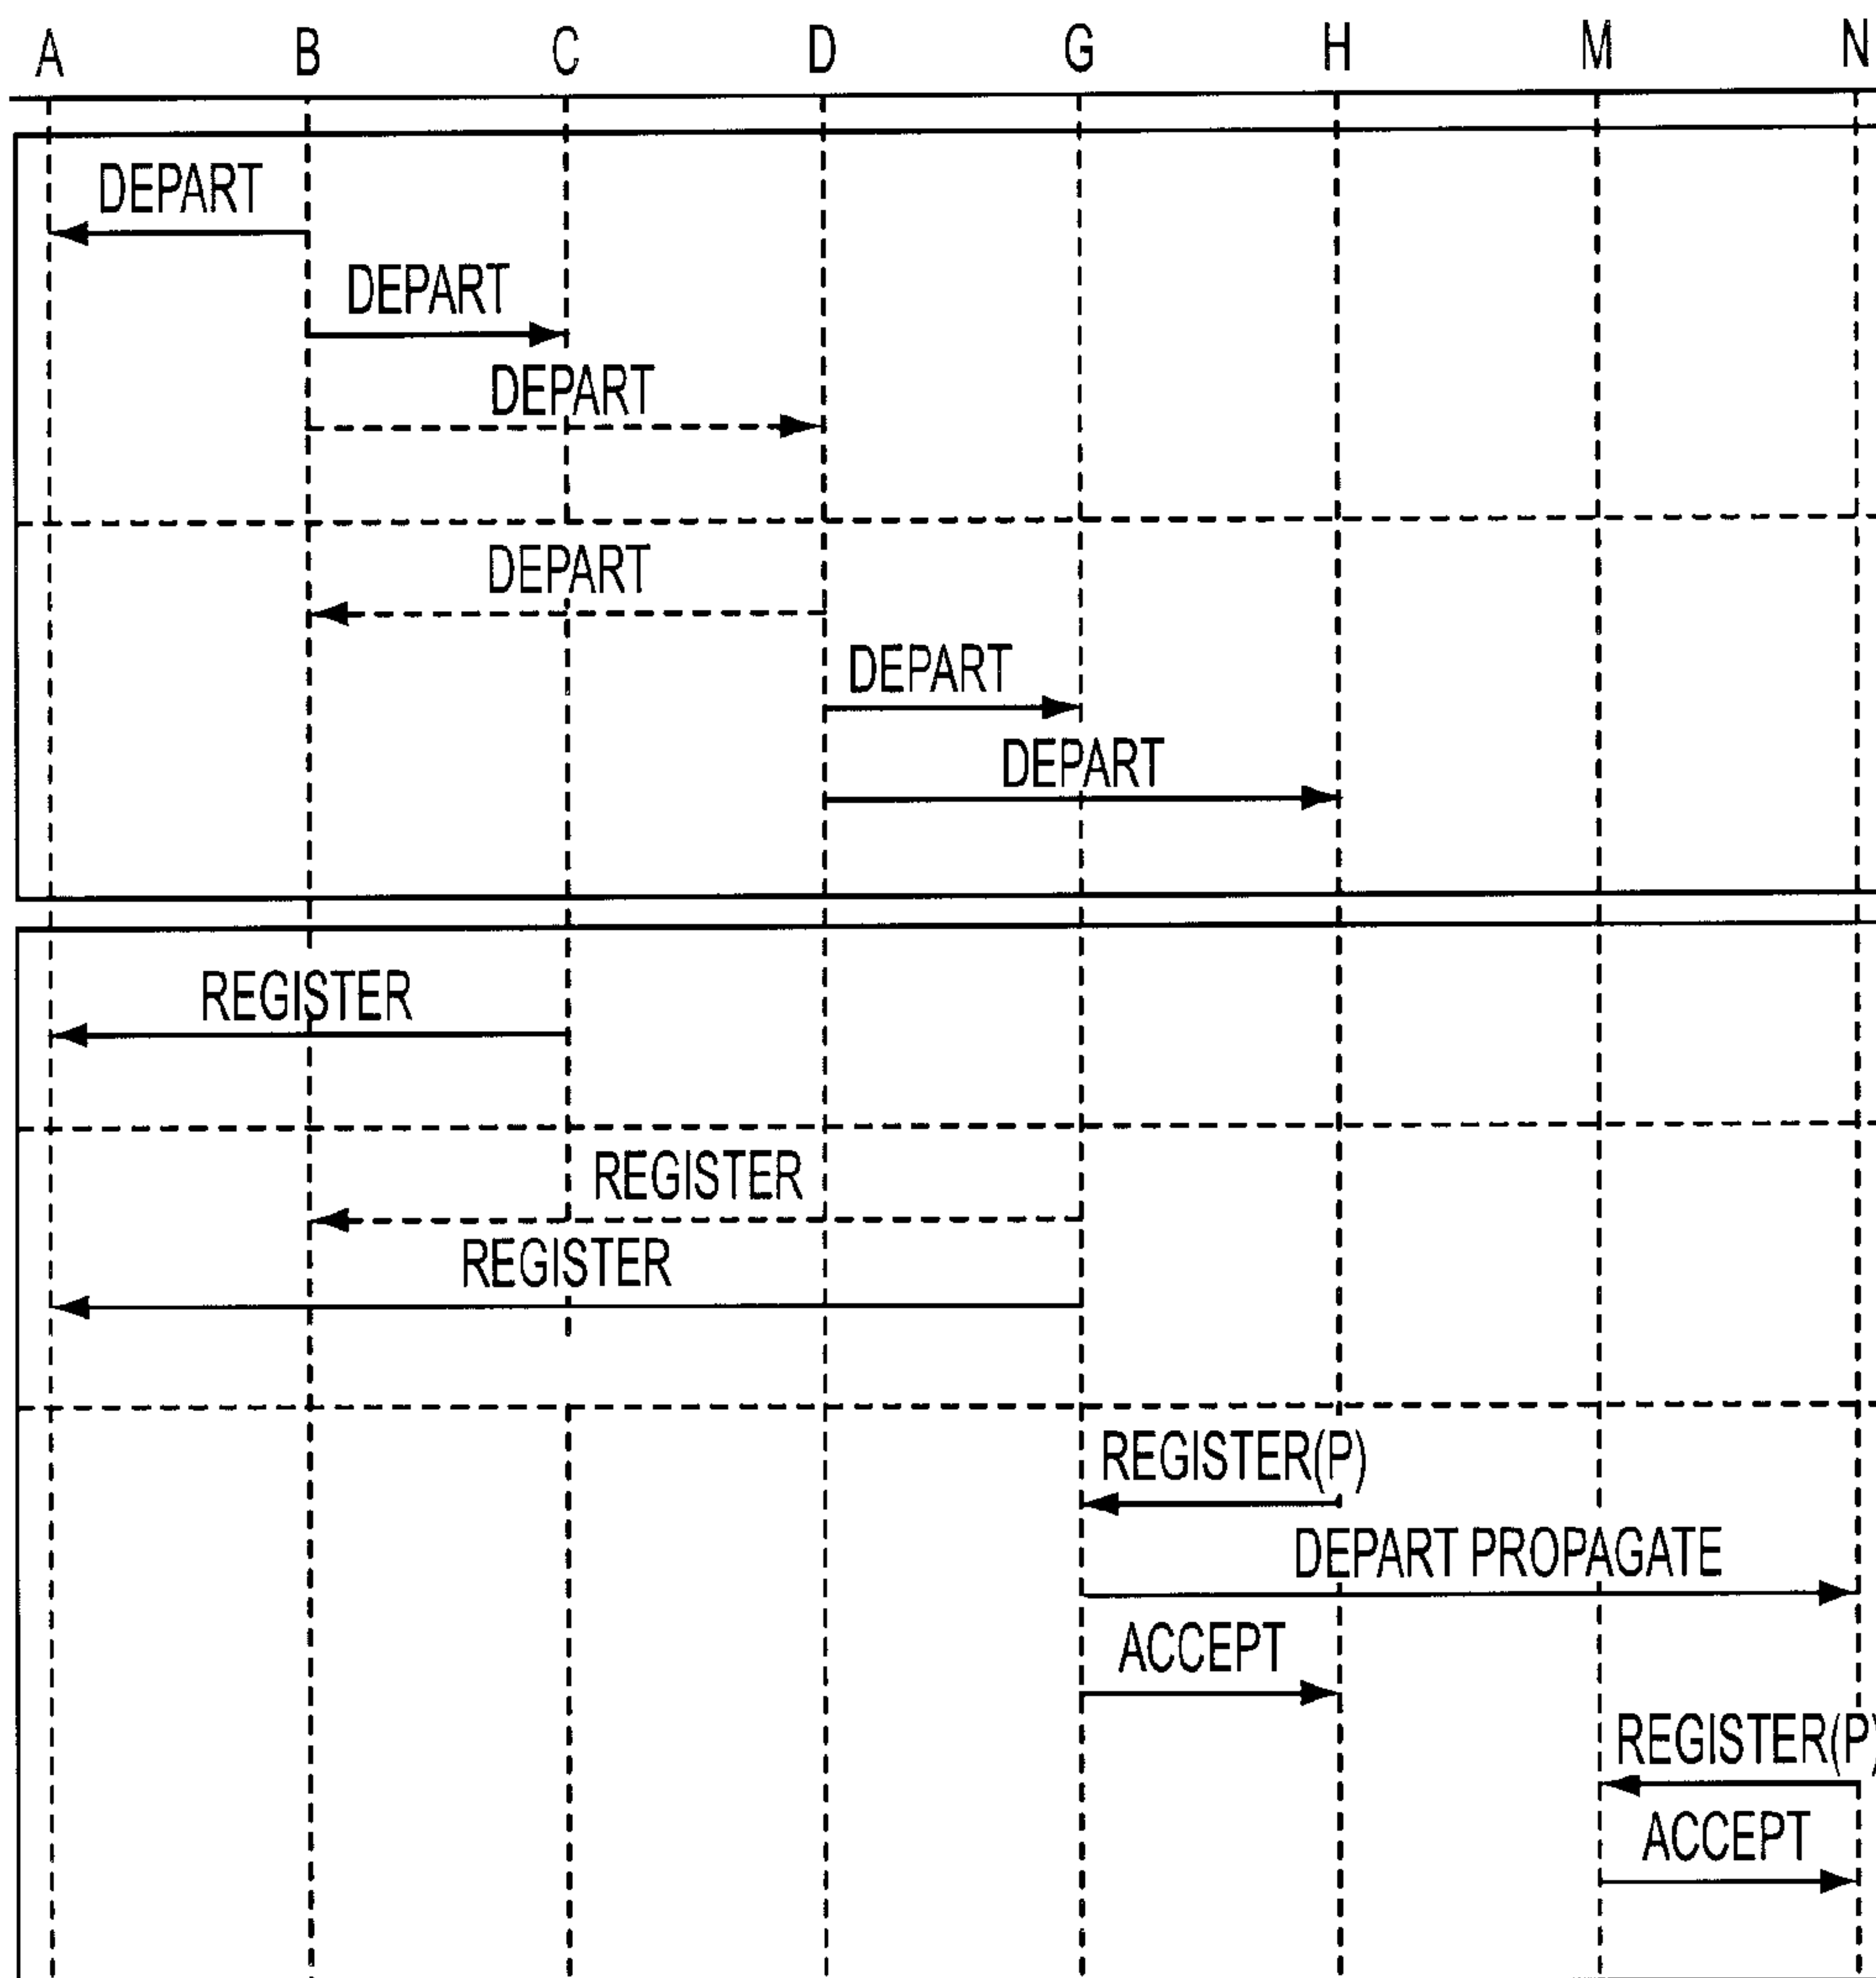 A B C D G H M N
DEPART
DEPART
DEPART
DEPART
DEPART
DEPART
REGISTER
REGISTER
REGISTER
REGISTER(P)
DEPART PROPAGATE
ACCEPT
REGISTER(P)
ACCEPT